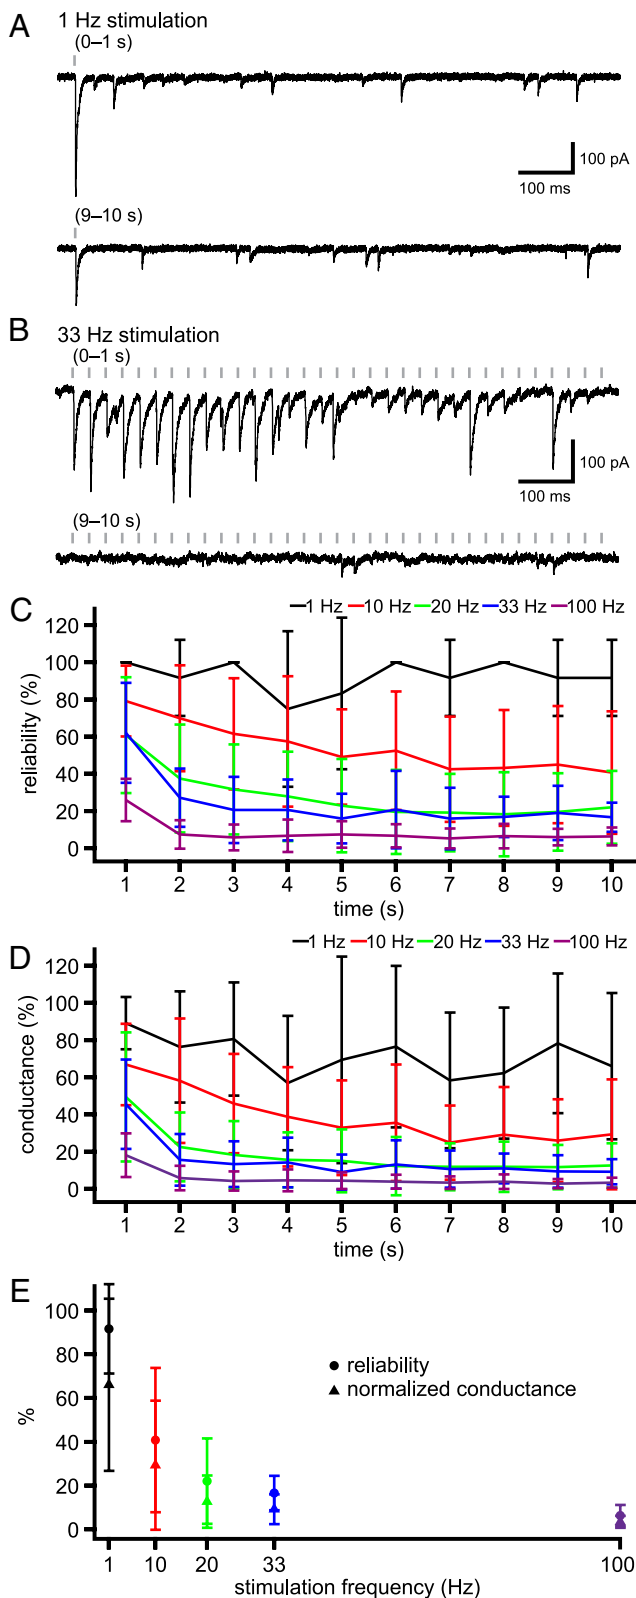 A
1 Hz stimulation
(0–1 s)
100 pA
100 ms
(9–10 s)
B
33 Hz stimulation
(0–1 s)
100 pA
100 ms
(9–10 s)
C
1 Hz 10 Hz 20 Hz 33 Hz 100 Hz
120
100
80
60
40
20
0
reliability (%)
1 2 3 4 5 6 7 8 9 10
time (s)
D
1 Hz 10 Hz 20 Hz 33 Hz 100 Hz
120
100
80
60
40
20
0
conductance (%)
1 2 3 4 5 6 7 8 9 10
time (s)
E
100
80
60
40
20
0
%
reliability
normalized conductance
1 10 20 33 100
stimulation frequency (Hz)